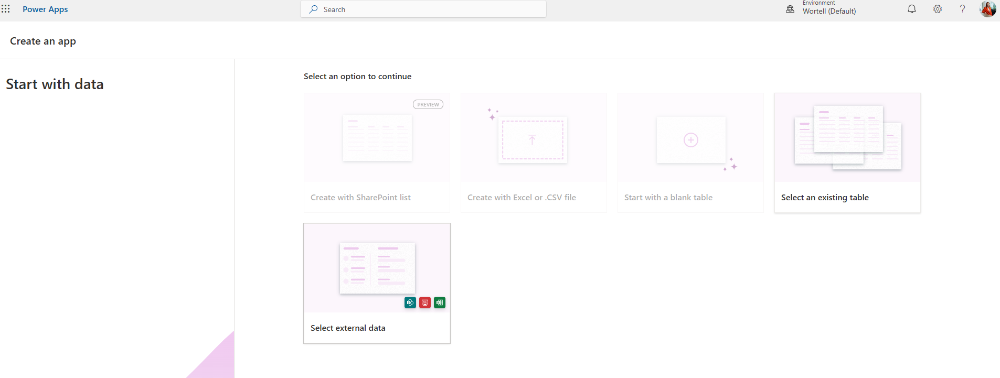 Power Apps
Search
Environment
Wortell (Default)
Create an app
Start with data
Select an option to continue
PREVIEW
Create with SharePoint list
Create with Excel or .CSV file
Start with a blank table
Select an existing table
Select external data